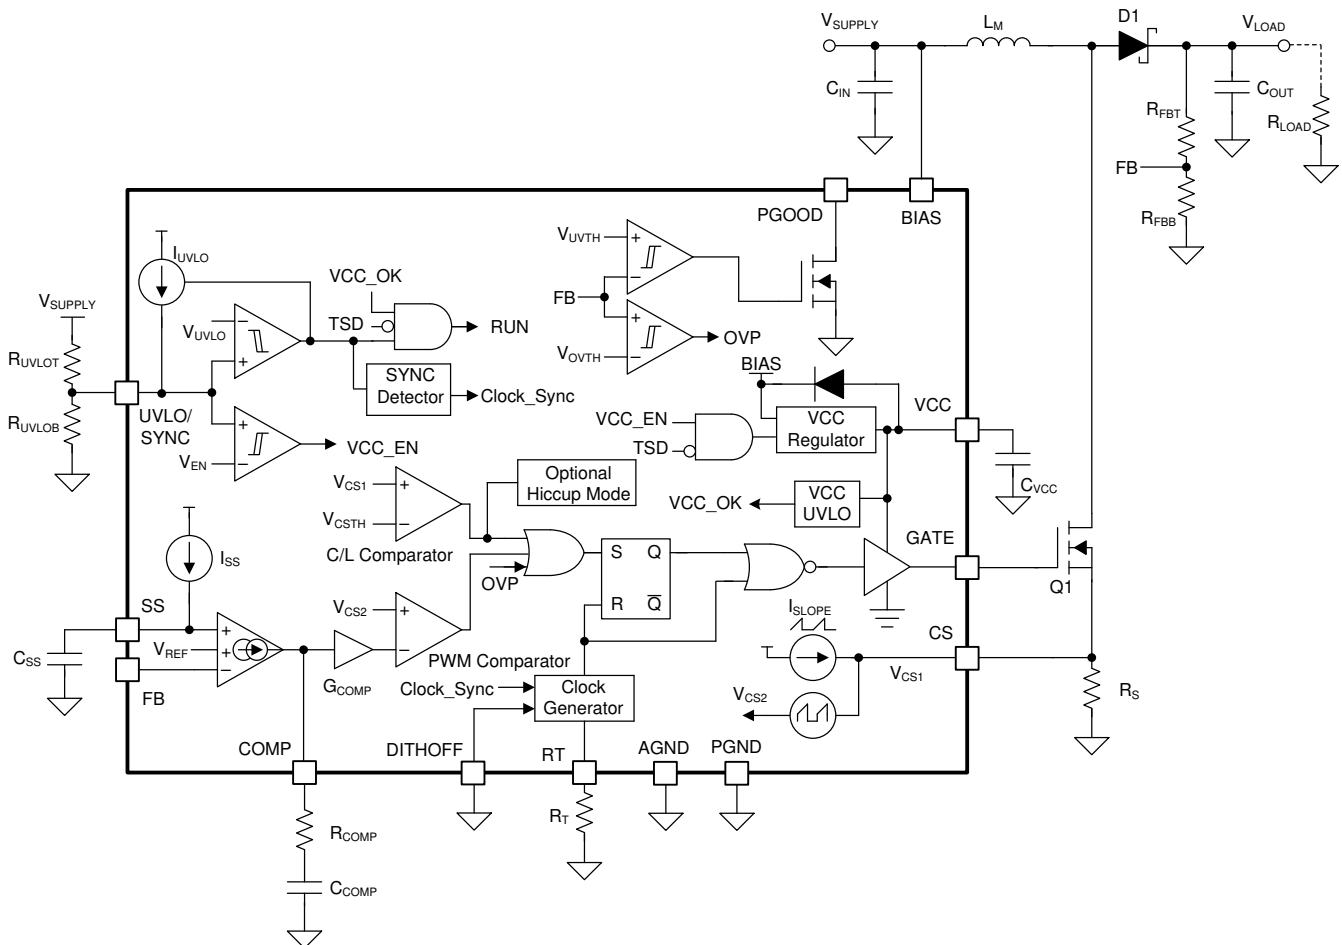 VSUPPLY
LM
D1
VLOAD
CIN
RFBT
COUT
RLOAD
FB
RFBB
PGOOD
BIAS
IUVLO
VUVTH
VCC_OK
VSUPPLY
FB
TSD
RUN
VUVLO
OVP
RUVLOT
VOVTH
BIAS
SYNC
Detector
Clock_Sync
UVLO/
SYNC
VCC_EN
VCC
Regulator
VCC
RUVLOB
TSD
VCC_EN
VEN
Optional
Hiccup Mode
VCS1
CVCC
VCC_OK
VCC
UVLO
VCSTH
C/L Comparator
GATE
ISS
S
Q
OVP
Q1
R
Q
SS
VCS2
ISLOPE
CS
VREF
CSS
PWM Comparator
VCS1
FB
GCOMP
Clock_Sync
Clock
Generator
VCS2
RS
COMP
DITHOFF
RT
AGND
PGND
RT
RCOMP
CCOMP